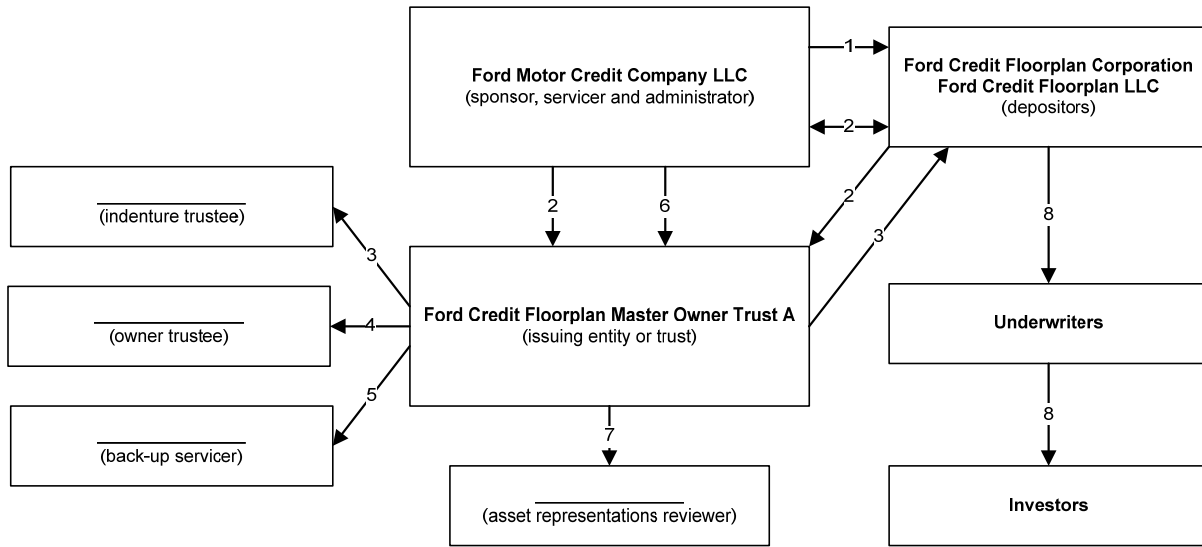 Ford Motor Credit Company LLC
(sponsor, servicer and administrator)
1
Ford Credit Floorplan Corporation
Ford Credit Floorplan LLC
(depositors)
2
2
6
2
3
8
(indenture trustee)
3
Ford Credit Floorplan Master Owner Trust A
(issuing entity or trust)
4
(owner trustee)
Underwriters
5
(back-up servicer)
7
8
(asset representations reviewer)
Investors